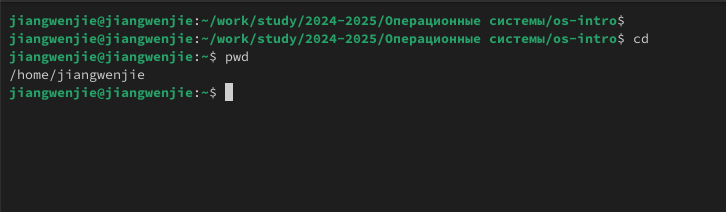 jiangwenjie@jiangwenjie:~/work/study/2024-2025/Операционные системы/os-intro$
jiangwenjie@jiangwenjie:~/work/study/2024-2025/Операционные системы/os-intro$ cd
jiangwenjie@jiangwenjie:~$ pwd
/home/jiangwenjie
jiangwenjie@jiangwenjie:~$